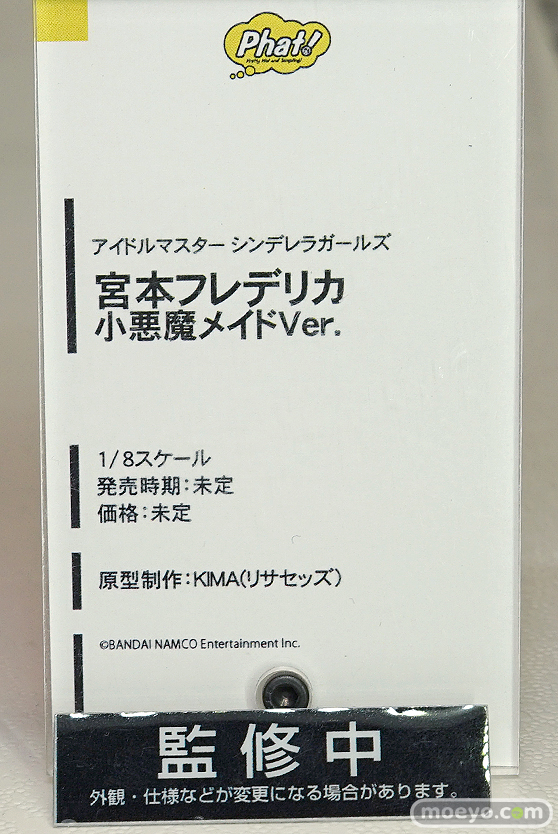 Phat!
アイドルマスター シンデレラガールズ
宮本フレデリカ
小悪魔メイドVer.
1/8スケール
発売時期：未定
価格：未定
原型制作：KIMA（リサセッズ）
©BANDAI NAMCO Entertainment Inc.
監修中
外観・仕様などが変更になる場合があります。
moeyo.com